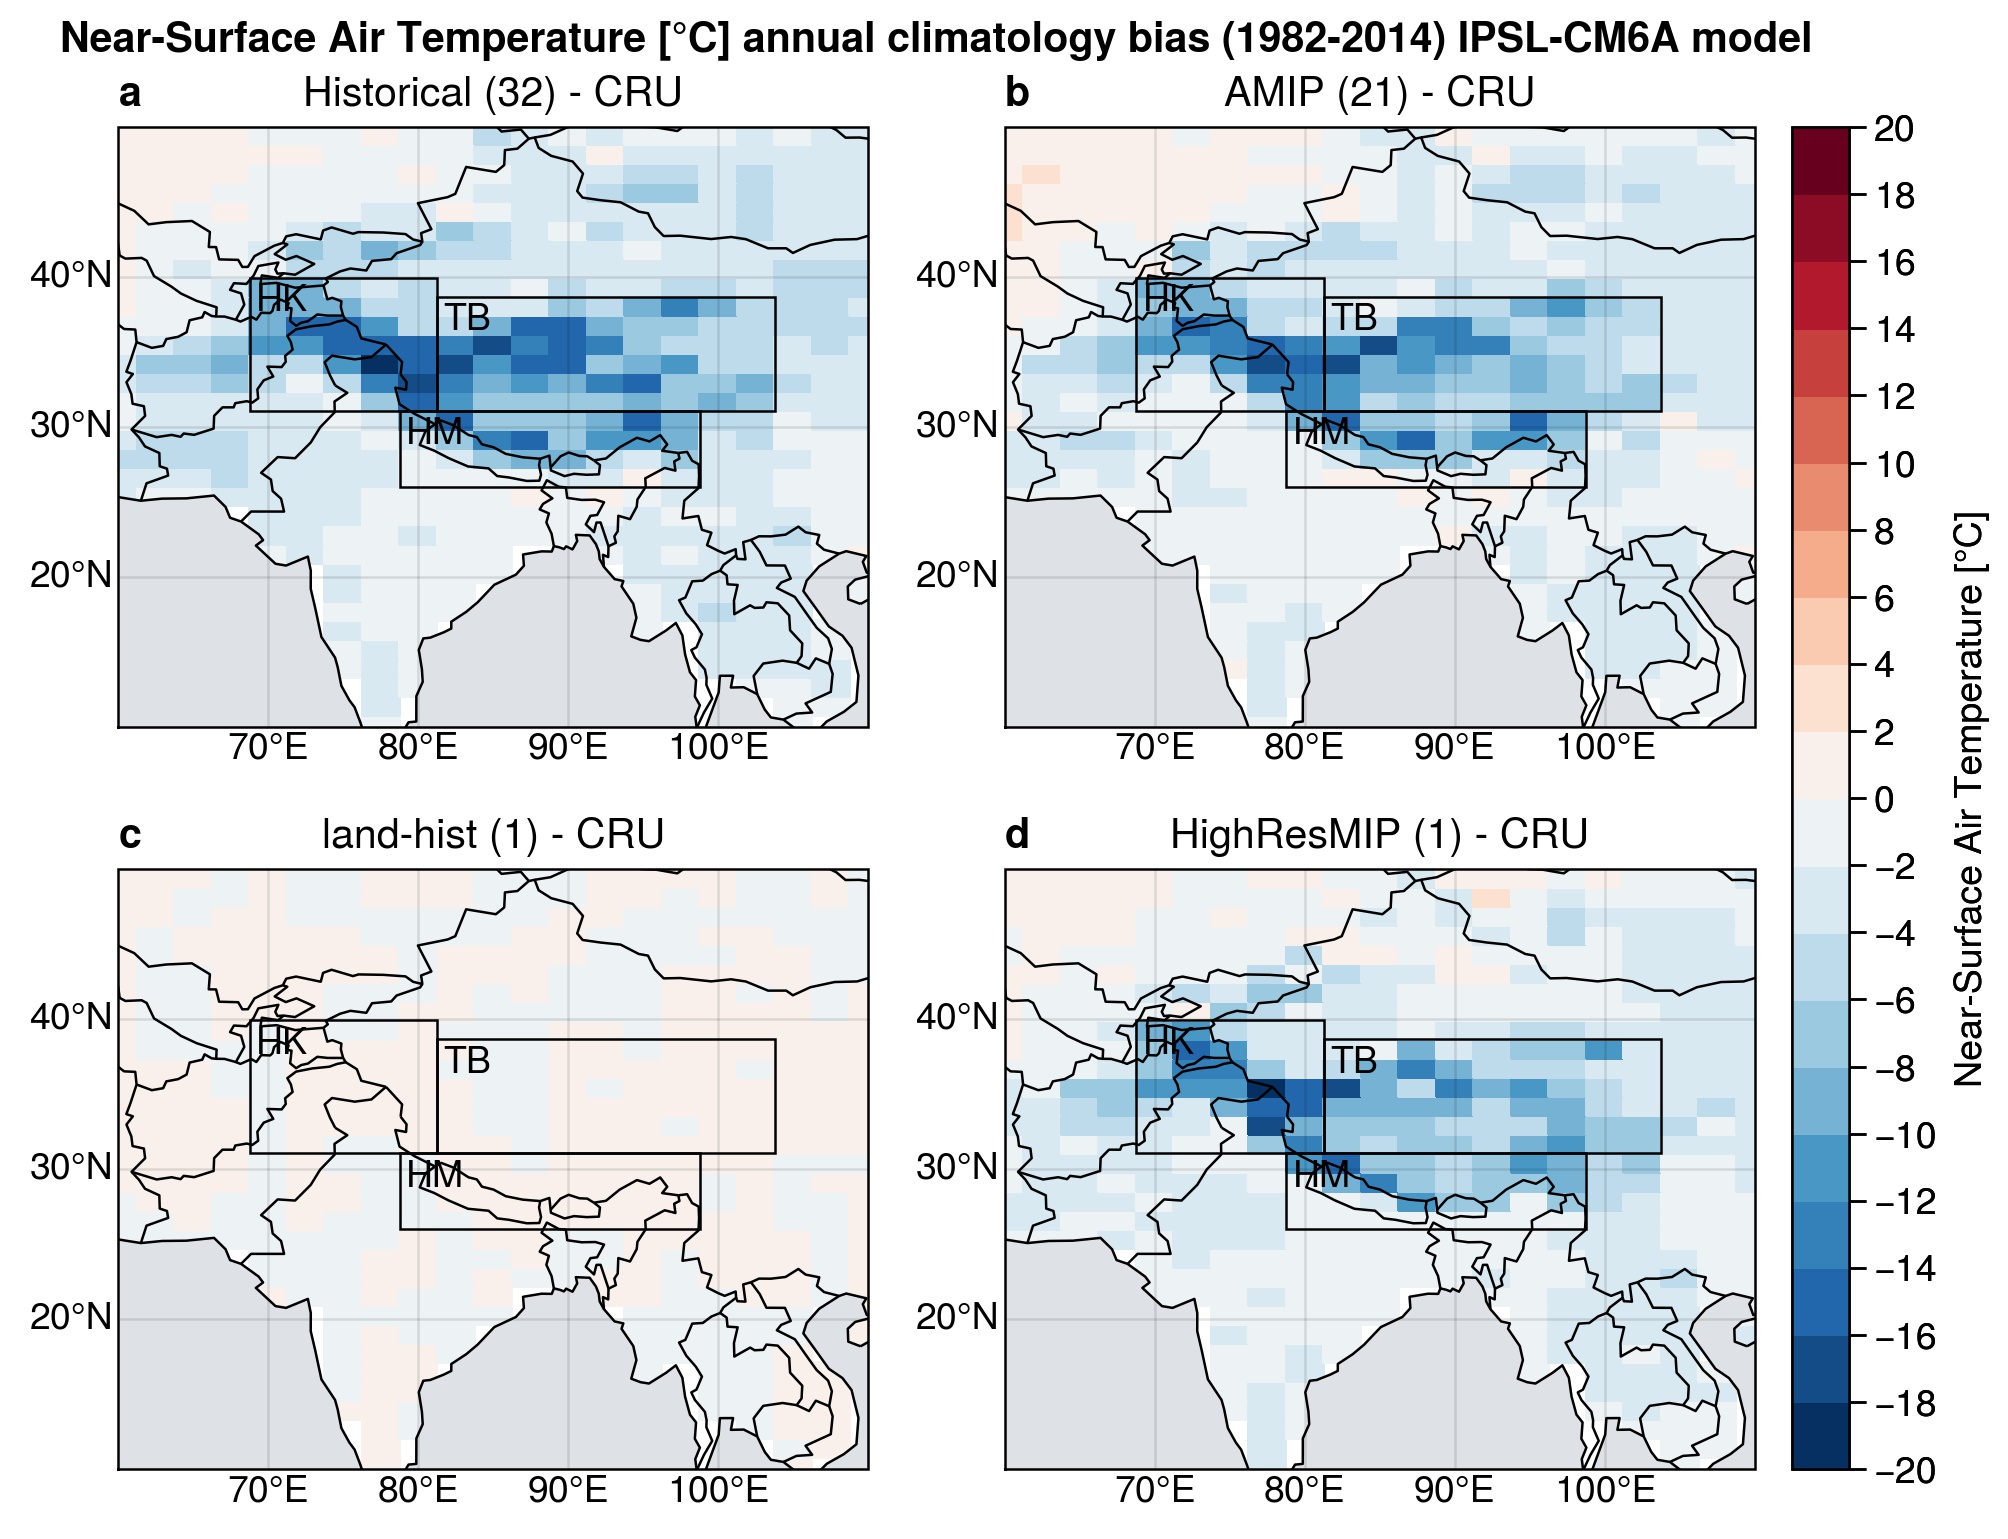 Near-Surface Air Temperature [°C] annual climatology bias (1982-2014) IPSL-CM6A model
a Historical (32) - CRU
b AMIP (21) - CRU
40°N
30°N
20°N
HK
TB
HM
70°E 80°E 90°E 100°E
40°N
30°N
20°N
HK
TB
HM
70°E 80°E 90°E 100°E
c land-hist (1) - CRU
d HighResMIP (1) - CRU
40°N
30°N
20°N
HK
TB
HM
70°E 80°E 90°E 100°E
40°N
30°N
20°N
HK
TB
HM
70°E 80°E 90°E 100°E
20
18
16
14
12
10
8
6
4
2
0
−2
−4
−6
−8
−10
−12
−14
−16
−18
−20
Near-Surface Air Temperature [°C]